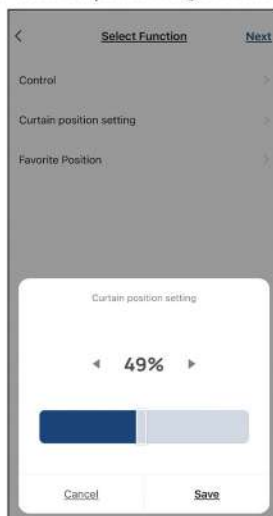 Select Function
Next
Control
Curtain position setting
Favorite Position
Curtain position setting
49%
Cancel
Save